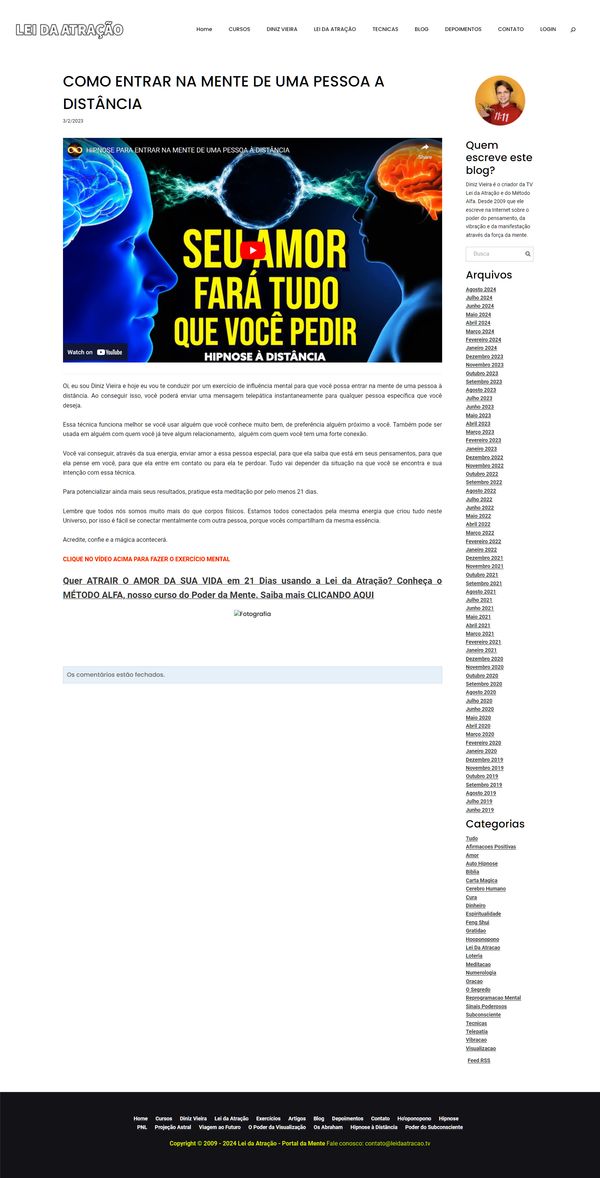 LEI DA ATRAÇÃO
Home CURSOS DINIZ VIEIRA LEI DA ATRAÇÃO TECNICAS BLOG DEPOIMENTOS CONTATO LOGIN
COMO ENTRAR NA MENTE DE UMA PESSOA A
DISTÂNCIA
3/2/2023
HIPNOSE PARA ENTRAR NA MENTE DE UMA PESSOA À DISTÂNCIA
Share
SEU AMOR
FARÁ TUDO
QUE VOCÊ PEDIR
HIPNOSE À DISTÂNCIA
Watch on YouTube
Oi, eu sou Diniz Vieira e hoje eu vou te conduzir por um exercício de influência mental para que você possa entrar na mente de uma pessoa à
distância. Ao conseguir isso, você poderá enviar uma mensagem telepática instantaneamente para qualquer pessoa específica que você
deseja.
Essa técnica funciona melhor se você usar alguém que você conhece muito bem, de preferência alguém próximo a você. Também pode ser
usada em alguém com quem você já teve algum relacionamento, alguém com quem você tem uma forte conexão.
Você vai conseguir, através da sua energia, enviar amor a essa pessoa especial, para que ela saiba que está em seus pensamentos, para que
ela pense em você, para que ela entre em contato ou para ela te perdoar. Tudo vai depender da situação na que você se encontra e sua
intenção com essa técnica.
Para potencializar ainda mais seus resultados, pratique esta meditação por pelo menos 21 dias.
Lembre que todos nós somos muito mais do que corpos físicos. Estamos todos conectados pela mesma energia que criou tudo neste
Universo, por isso é fácil se conectar mentalmente com outra pessoa, porque vocês compartilham da mesma essência.
Acredite, confie e a mágica acontecerá.
CLIQUE NO VÍDEO ACIMA PARA FAZER O EXERCÍCIO MENTAL
Quer ATRAIR O AMOR DA SUA VIDA em 21 Dias usando a Lei da Atração? Conheça o
MÉTODO ALFA, nosso curso do Poder da Mente. Saiba mais CLICANDO AQUI
Fotografia
Os comentários estão fechados.
11:11
Quem
escreve este
blog?
Diniz Vieira é o criador da TV
Lei da Atração e do Método
Alfa. Desde 2009 que ele
escreve na Internet sobre o
poder do pensamento, da
vibração e da manifestação
através da força da mente.
Busca
Arquivos
Agosto 2024
Julho 2024
Junho 2024
Maio 2024
Abril 2024
Março 2024
Fevereiro 2024
Janeiro 2024
Dezembro 2023
Novembro 2023
Outubro 2023
Setembro 2023
Agosto 2023
Julho 2023
Junho 2023
Maio 2023
Abril 2023
Março 2023
Fevereiro 2023
Janeiro 2023
Dezembro 2022
Novembro 2022
Outubro 2022
Setembro 2022
Agosto 2022
Julho 2022
Junho 2022
Maio 2022
Abril 2022
Março 2022
Fevereiro 2022
Janeiro 2022
Dezembro 2021
Novembro 2021
Outubro 2021
Setembro 2021
Agosto 2021
Julho 2021
Junho 2021
Maio 2021
Abril 2021
Março 2021
Fevereiro 2021
Janeiro 2021
Dezembro 2020
Novembro 2020
Outubro 2020
Setembro 2020
Agosto 2020
Julho 2020
Junho 2020
Maio 2020
Abril 2020
Março 2020
Fevereiro 2020
Janeiro 2020
Dezembro 2019
Novembro 2019
Outubro 2019
Setembro 2019
Agosto 2019
Julho 2019
Junho 2019
Categorias
Tudo
Afirmacoes Positivas
Amor
Auto Hipnose
Biblia
Carta Magica
Cerebro Humano
Cura
Dinheiro
Espiritualidade
Feng Shui
Gratidao
Hooponopono
Lei Da Atracao
Loteria
Meditacao
Numerologia
Oracao
O Segredo
Reprogramacao Mental
Sinais Poderosos
Subconsciente
Tecnicas
Telepatia
Vibracao
Visualizacao
Feed RSS
Home Cursos Diniz Vieira Lei da Atração Exercícios Artigos Blog Depoimentos Contato Ho'oponopono Hipnose
PNL Projeção Astral Viagem ao Futuro O Poder da Visualização Os Abraham Hipnose à Distância Poder do Subconsciente
Copyright © 2009 - 2024 Lei da Atração - Portal da Mente Fale conosco: contato@leidaatracao.tv